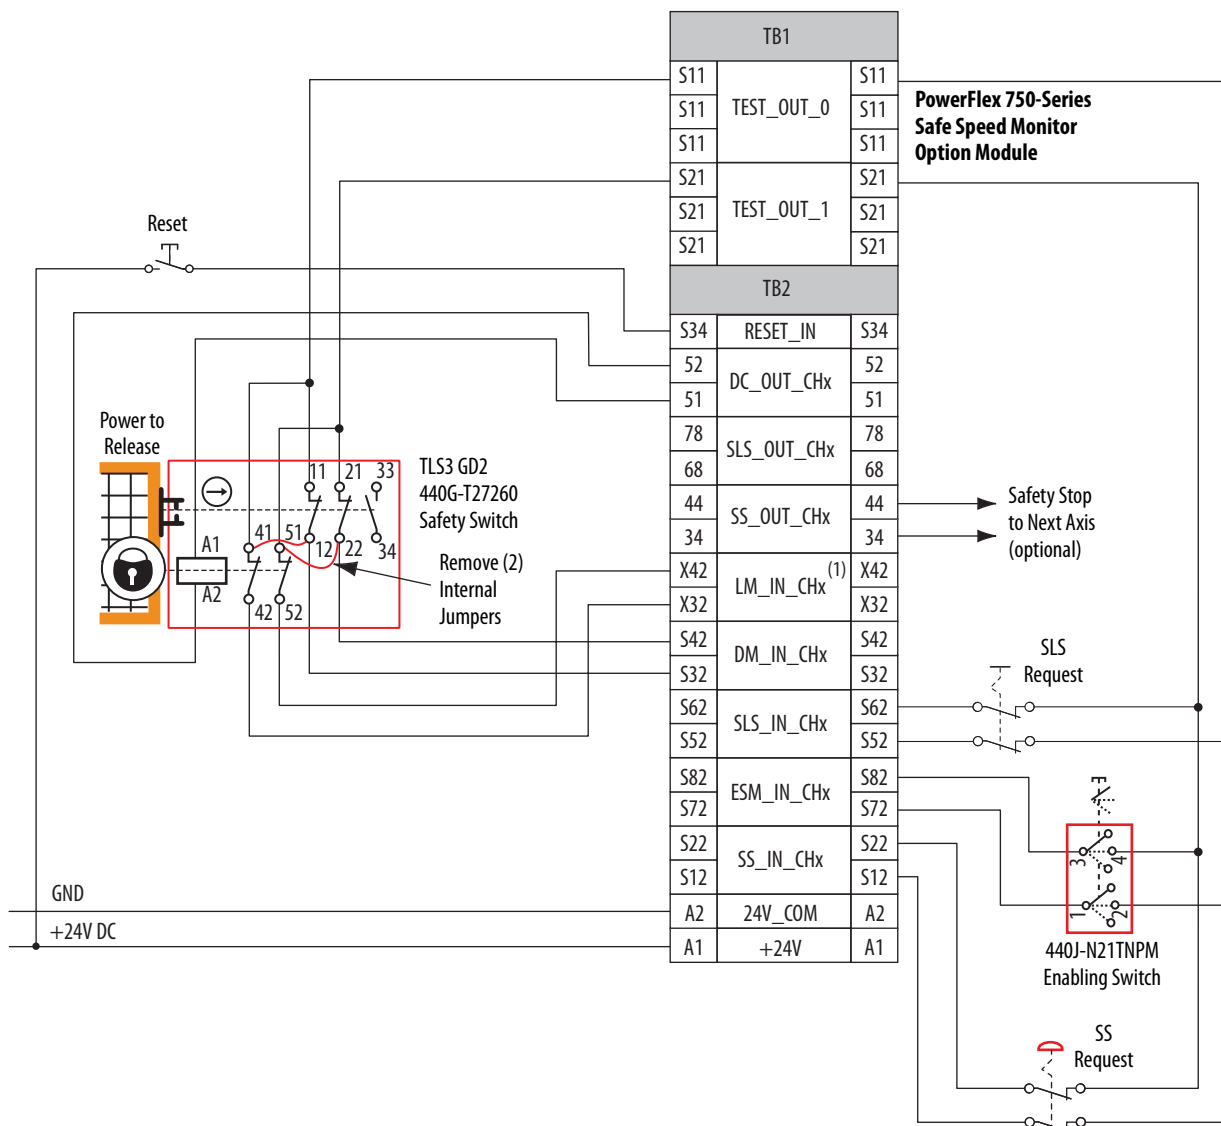 TB1
S11 TEST_OUT_0 S11
S11 S11
S11 S11
S21 TEST_OUT_1 S21
S21 S21
S21 S21
PowerFlex 750-Series
Safe Speed Monitor
Option Module
TB2
S34 RESET_IN S34
52 DC_OUT_CHx 52
51 51
78 SLS_OUT_CHx 78
68 68
44 SS_OUT_CHx 44
34 34
X42 LM_IN_CHx (1) X42
X32 X32
S42 DM_IN_CHx S42
S32 S32
S62 SLS_IN_CHx S62
S52 S52
S82 ESM_IN_CHx S82
S72 S72
S22 SS_IN_CHx S22
S12 S12
A2 24V_COM A2
A1 +24V A1
Reset
Power to
Release
TLS3 GD2
440G-T27260
Safety Switch
11 21 33
41 51 12 22 34
A1
A2
42 52
Remove (2)
Internal
Jumpers
GND
+24V DC
Safety Stop
to Next Axis
(optional)
SLS
Request
3 4
1 2
440J-N21TNPM
Enabling Switch
SS
Request